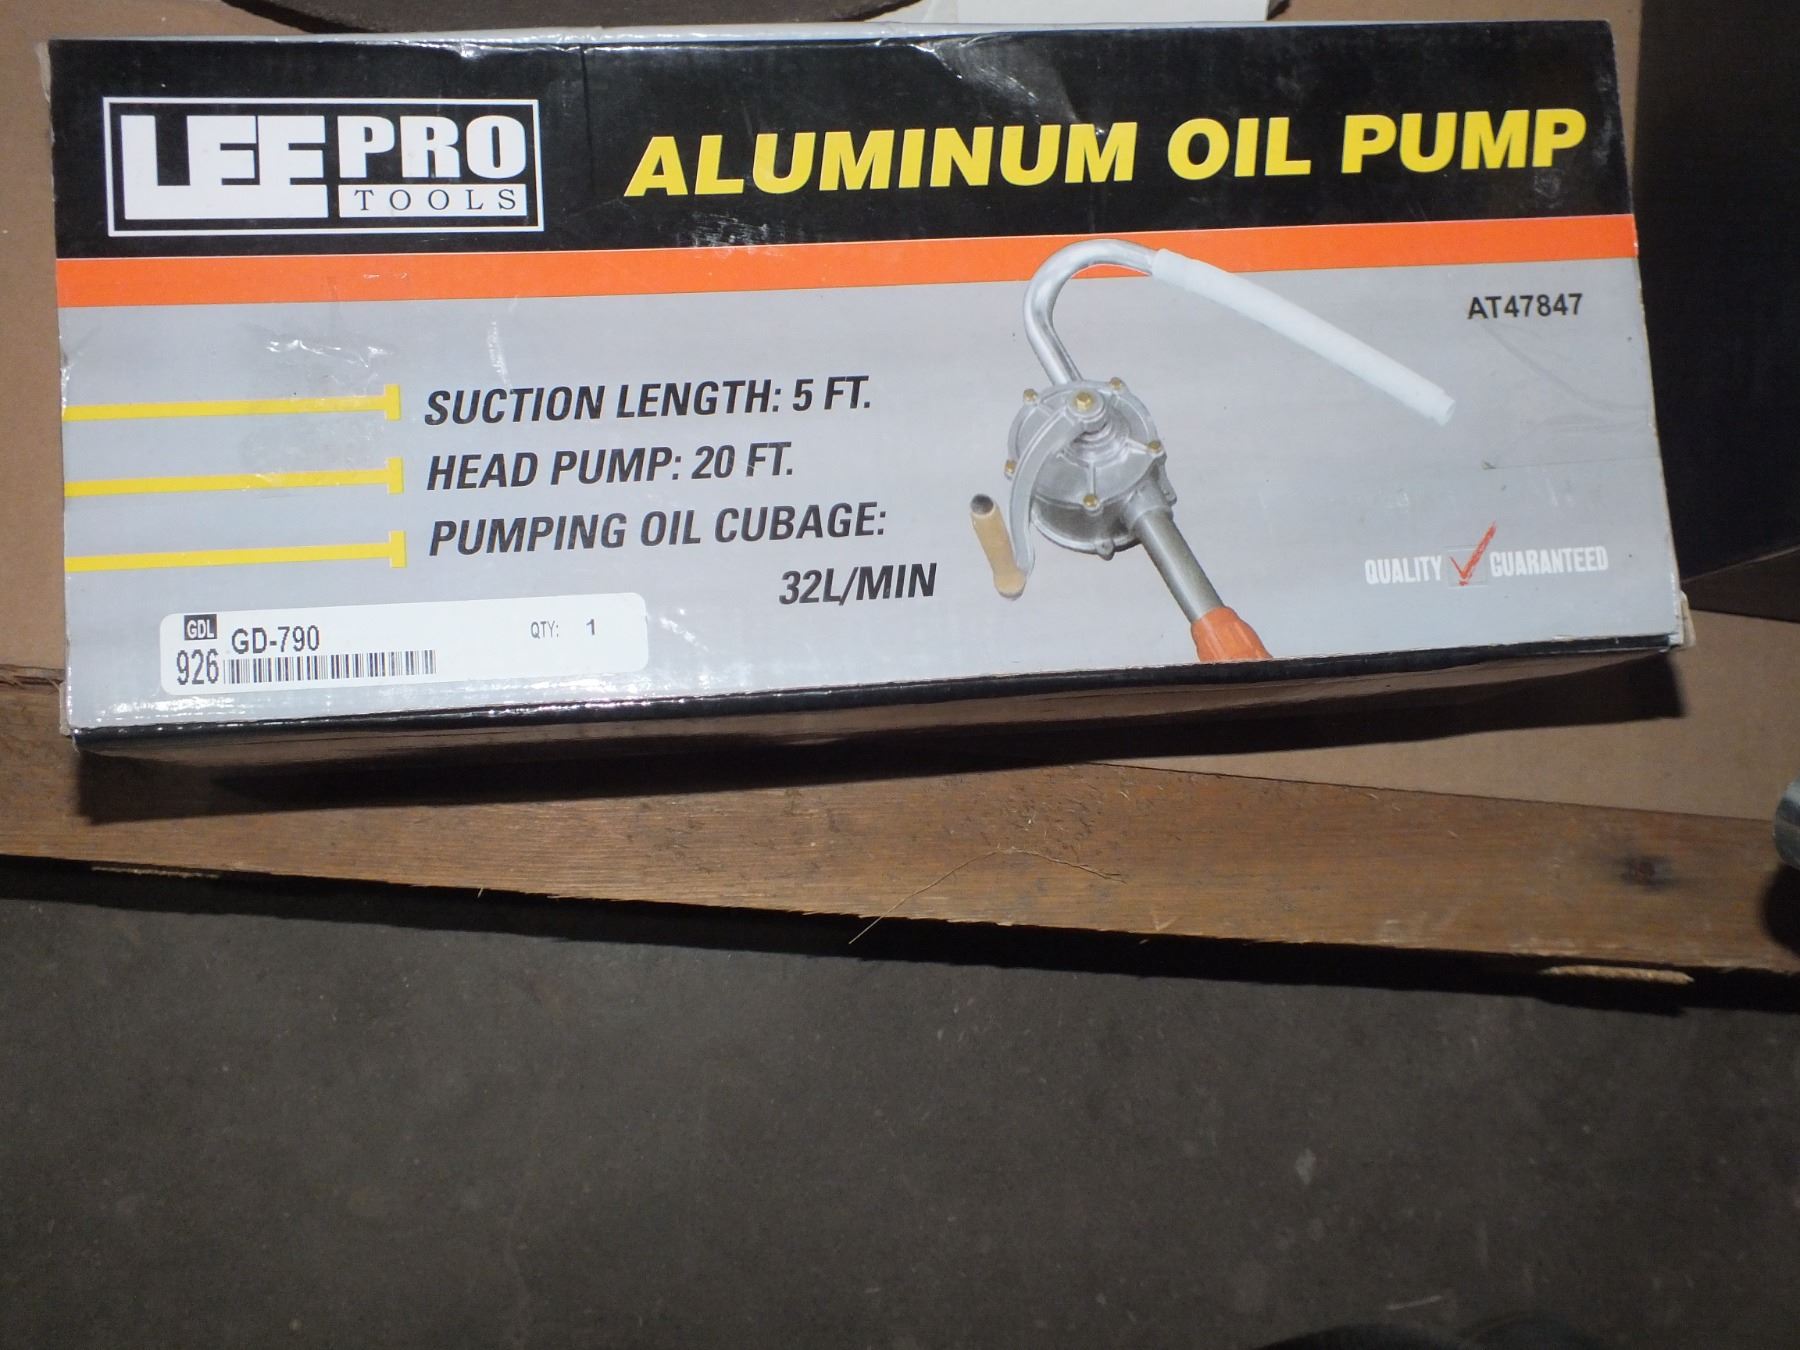 LEE PRO
TOOLS
ALUMINUM OIL PUMP
AT47847
SUCTION LENGTH: 5 FT.
HEAD PUMP: 20 FT.
PUMPING OIL CUBAGE:
32L/MIN
QUALITY GUARANTEED
GDL GD-790 QTY: 1
926